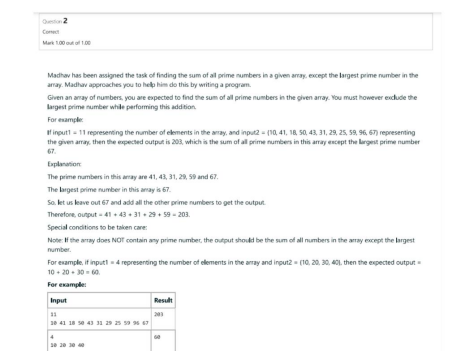 Question 2
Correct
Mark 1.00 out of 1.00
Madhav has been assigned the task of finding the sum of all prime numbers in a given array, except the largest prime number in the
array. Madhav approaches you to help him do this by writing a program.
Given an array of numbers, you are expected to find the sum of all prime numbers in the given array. You must however exclude the
largest prime number while performing this addition.
For example:
If input1 = 11 representing the number of elements in the array, and input2 = (10, 41, 18, 50, 43, 31, 29, 25, 59, 96, 67) representing
the given array, then the expected output is 203, which is the sum of all prime numbers in this array except the largest prime number
67.
Explanation:
The prime numbers in this array are 41, 43, 31, 29, 59 and 67.
The largest prime number in this array is 67.
So, let us leave out 67 and add all the other prime numbers to get the output.
Therefore, output = 41 + 43 + 31 + 29 + 59 = 203.
Special conditions to be taken care:
Note: If the array does NOT contain any prime number, the output should be the sum of all numbers in the array except the largest
number.
For example, if input1 = 4 representing the number of elements in the array and input2 = (10, 20, 30, 40), then the expected output =
10 + 20 + 30 = 60.
For example:
Input Result
11 203
10 41 18 50 43 31 29 25 59 96 67
4 60
10 20 30 40